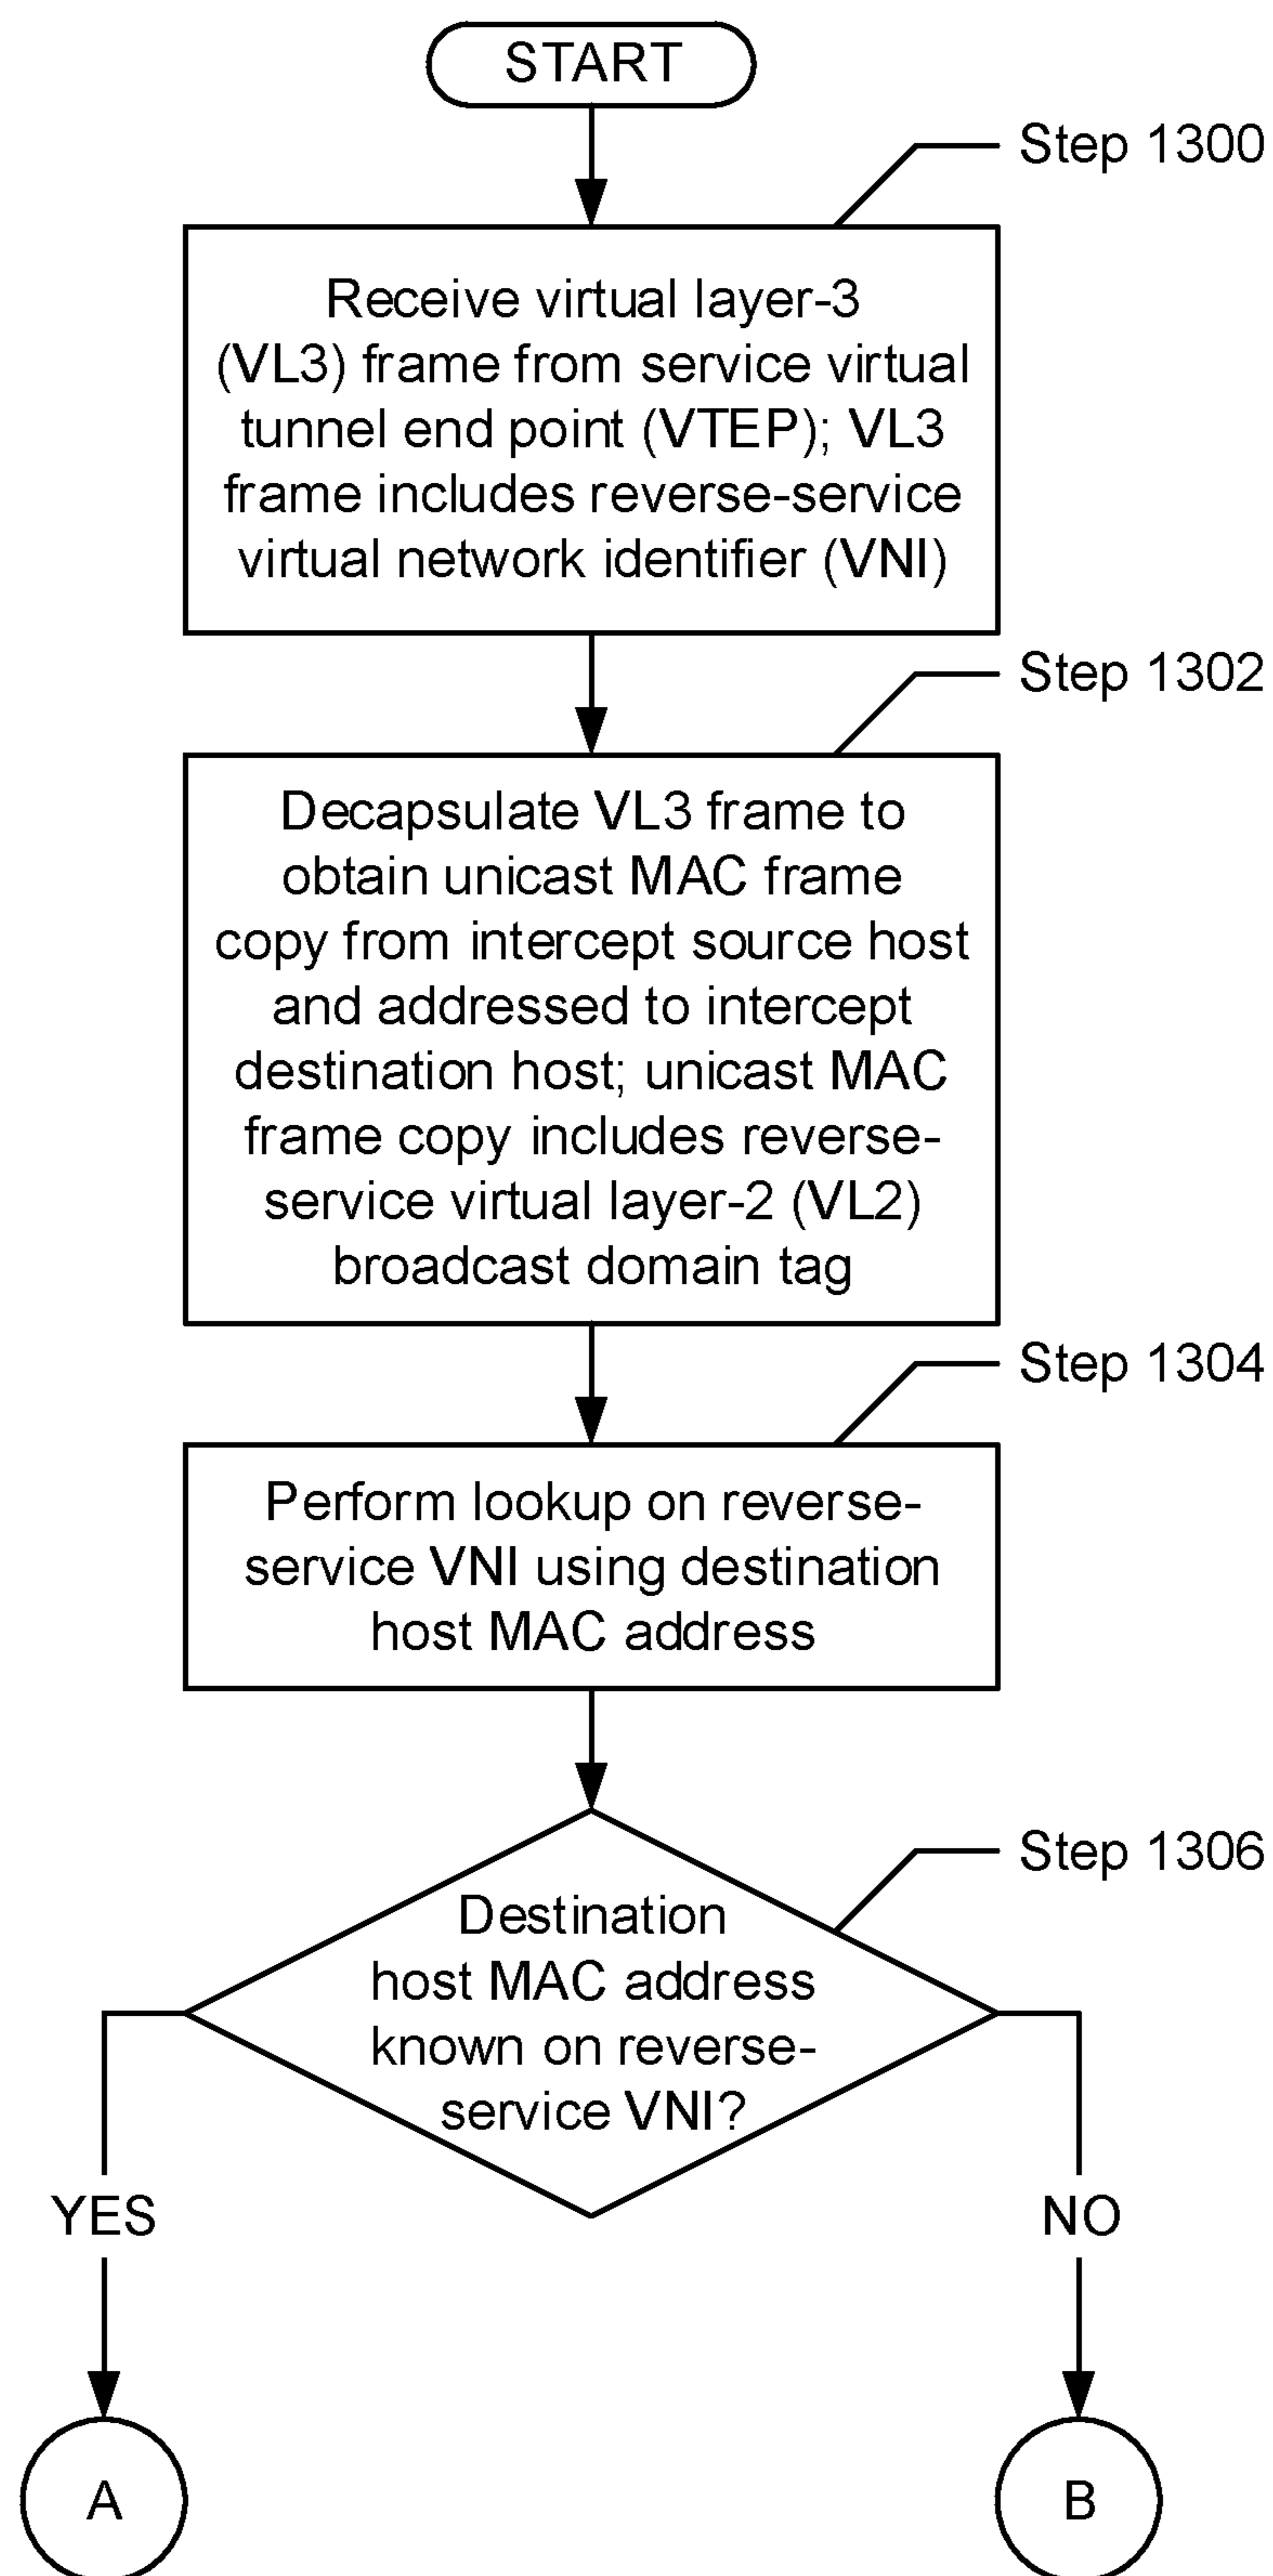 START
Step 1300
Receive virtual layer-3
(VL3) frame from service virtual
tunnel end point (VTEP); VL3
frame includes reverse-service
virtual network identifier (VNI)
Step 1302
Decapsulate VL3 frame to
obtain unicast MAC frame
copy from intercept source host
and addressed to intercept
destination host; unicast MAC
frame copy includes reverse-
service virtual layer-2 (VL2)
broadcast domain tag
Step 1304
Perform lookup on reverse-
service VNI using destination
host MAC address
Step 1306
Destination
host MAC address
known on reverse-
service VNI?
YES
NO
A
B